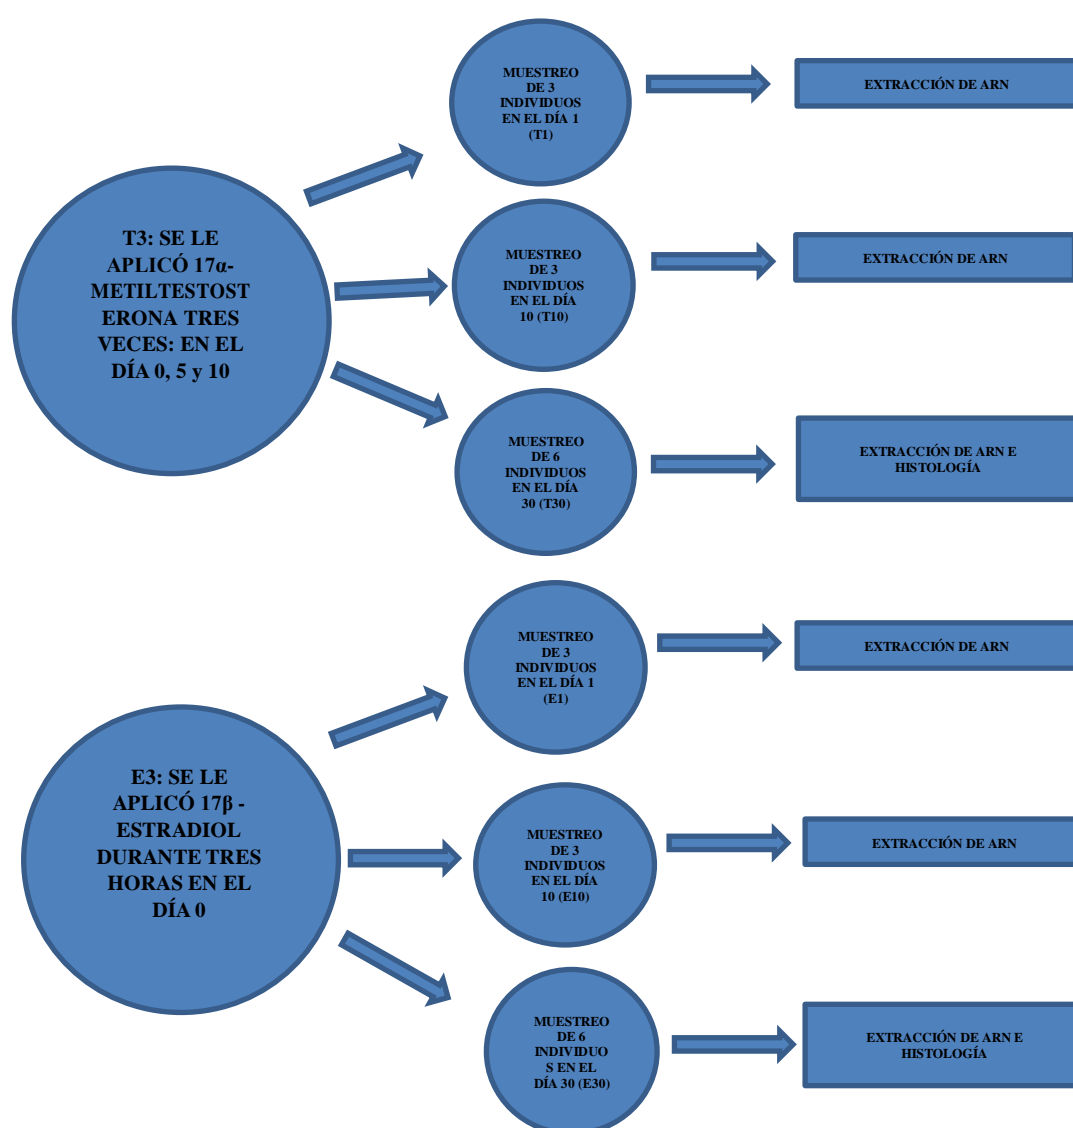 T3: SE LE
APLICÓ 17α-
METILTESTOST
ERONA TRES
VECES: EN EL
DÍA 0, 5 y 10
MUESTREO
DE 3
INDIVIDUOS
EN EL DÍA 1
(T1)
EXTRACCIÓN DE ARN
MUESTREO
DE 3
INDIVIDUOS
EN EL DÍA
10 (T10)
EXTRACCIÓN DE ARN
MUESTREO
DE 6
INDIVIDUOS
EN EL DÍA
30 (T30)
EXTRACCIÓN DE ARN E
HISTOLOGÍA
E3: SE LE
APLICÓ 17β -
ESTRADIOL
DURANTE TRES
HORAS EN EL
DÍA 0
MUESTREO
DE 3
INDIVIDUOS
EN EL DÍA 1
(E1)
EXTRACCIÓN DE ARN
MUESTREO
DE 3
INDIVIDUOS
EN EL DÍA
10 (E10)
EXTRACCIÓN DE ARN
MUESTREO
DE 6
INDIVIDUO
S EN EL
DÍA 30 (E30)
EXTRACCIÓN DE ARN E
HISTOLOGÍA